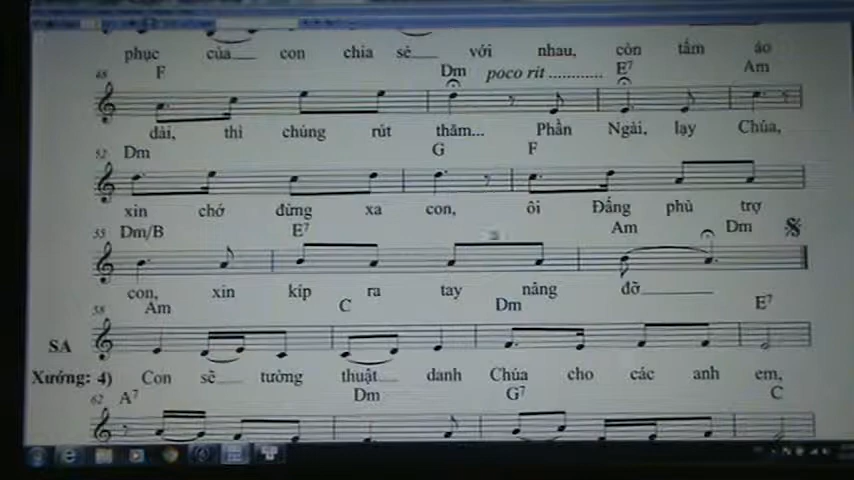 phục của con chia sẻ với nhau, còn tấm áo
48 F Dm poco rit............ E7 Am
dài, thì chúng rút thăm... Phần Ngài, lạy Chúa,
52 Dm G F
xin chớ đứng xa con, ôi Đấng phù trợ
55 Dm/B E7 Am Dm
con, xin kíp ra tay nâng đỡ
58 Am C Dm E7
SA
Xướng: 4) Con sẽ tường thuật danh Chúa cho các anh em,
62 A7 Dm G7 C